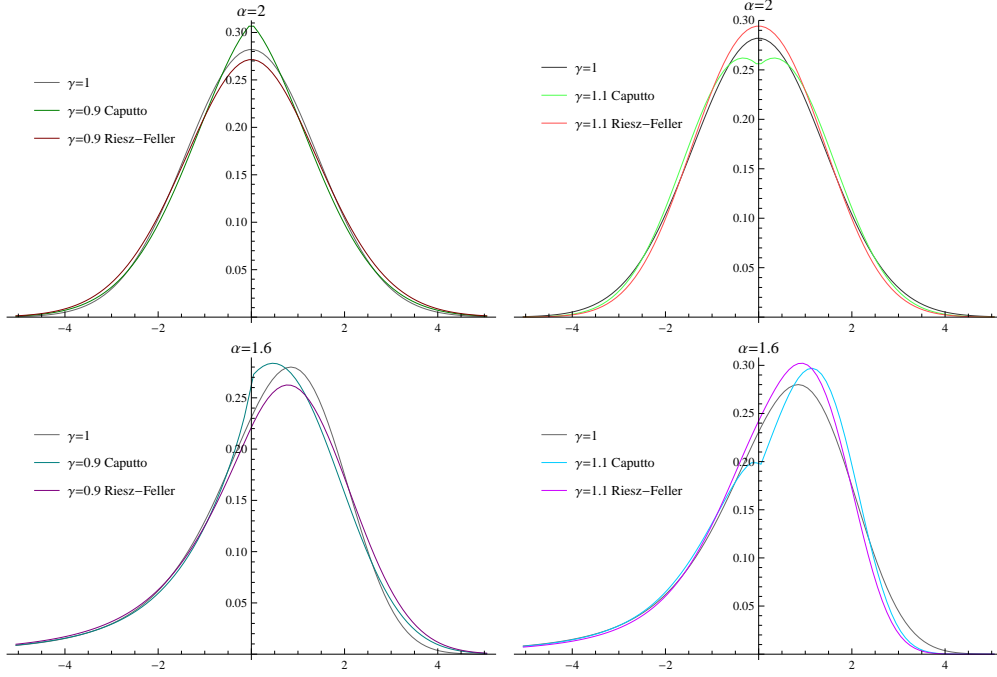 α=2
γ=1
γ=0.9 Caputto
γ=0.9 Riesz−Feller
0.30
0.25
0.20
0.15
0.10
0.05
−4 −2 2 4
α=2
γ=1
γ=1.1 Caputto
γ=1.1 Riesz−Feller
0.30
0.25
0.20
0.15
0.10
0.05
−4 −2 2 4
α=1.6
γ=1
γ=0.9 Caputto
γ=0.9 Riesz−Feller
0.25
0.20
0.15
0.10
0.05
−4 −2 2 4
α=1.6
γ=1
γ=1.1 Caputto
γ=1.1 Riesz−Feller
0.30
0.25
0.20
0.15
0.10
0.05
−4 −2 2 4